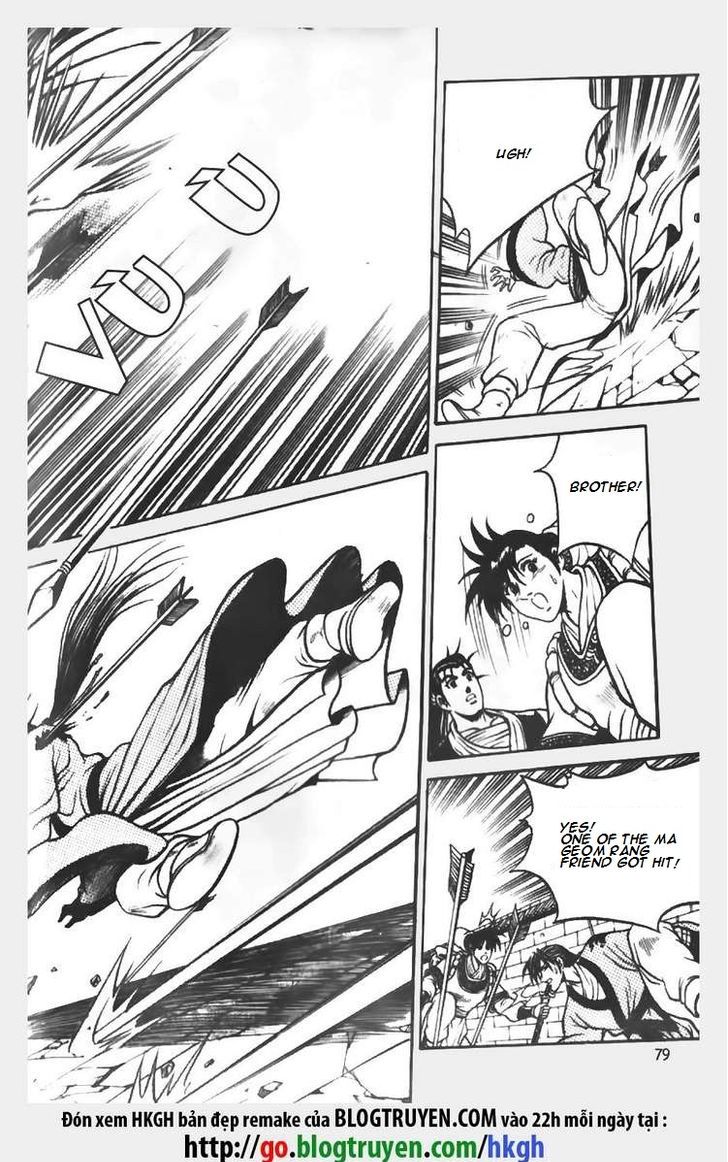 VÙ Ù
UGH!
BROTHER!
YES!
ONE OF THE MA
GEOM RANG
FRIEND GOT HIT!
79
Đón xem HKGH bản đẹp remake của BLOGTRUYEN.COM vào 22h mỗi ngày tại :
http://go.blogtruyen.com/hkgh